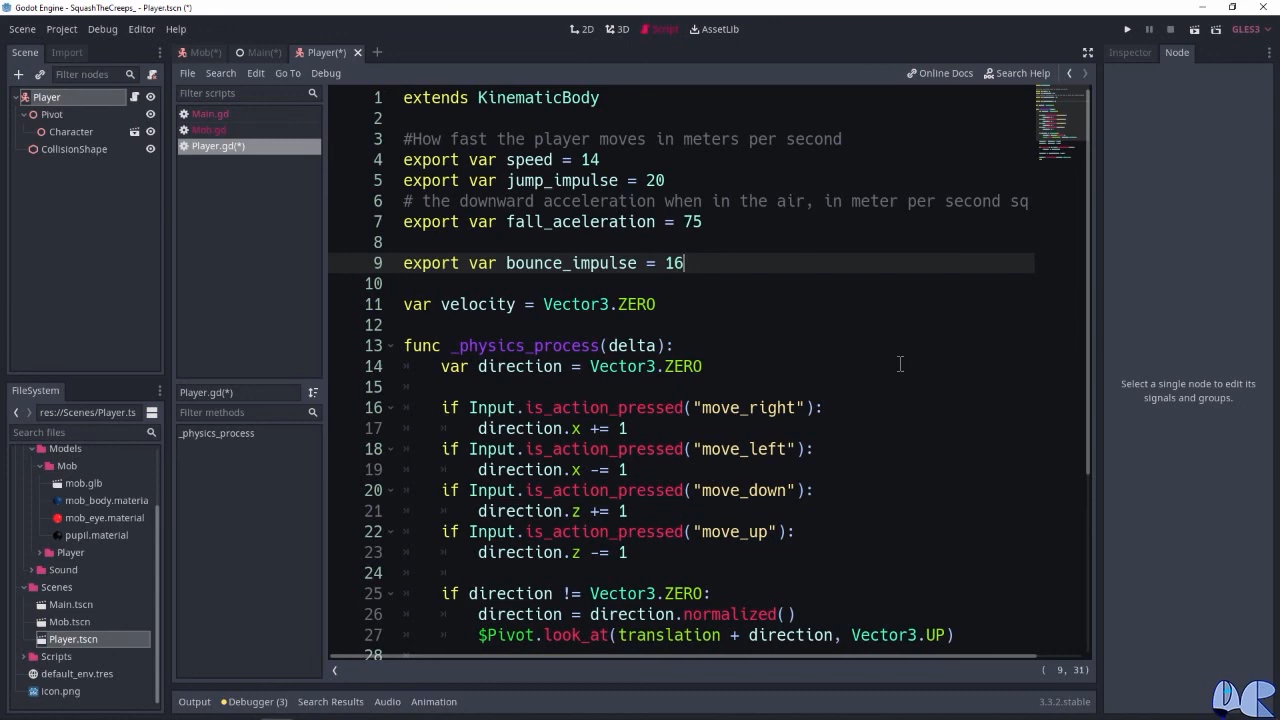 Godot Engine - SquashTheCreeps_ - Player.tscn (*)
Scene Project Debug Editor Help
2D 3D Script AssetLib
GLES3
Scene Import
Filter nodes
Player
Pivot
Character
CollisionShape
FileSystem
res://Scenes/Player.ts
Search files
Models
Mob
mob.glb
mob_body.materia
mob_eye.material
pupil.material
Player
Sound
Scenes
Main.tscn
Mob.tscn
Player.tscn
Scripts
default_env.tres
icon.png
Mob(*) Main(*) Player(*)
File Search Edit Go To Debug
Online Docs Search Help
Filter scripts
Main.gd
Mob.gd
Player.gd(*)
Player.gd(*)
Filter methods
_physics_process
1 extends KinematicBody
2
3 #How fast the player moves in meters per second
4 export var speed = 14
5 export var jump_impulse = 20
6 # the downward acceleration when in the air, in meter per second sq
7 export var fall_aceleration = 75
8
9 export var bounce_impulse = 16
10
11 var velocity = Vector3.ZERO
12
13 func _physics_process(delta):
14 var direction = Vector3.ZERO
15
16 if Input.is_action_pressed("move_right"):
17 direction.x += 1
18 if Input.is_action_pressed("move_left"):
19 direction.x -= 1
20 if Input.is_action_pressed("move_down"):
21 direction.z += 1
22 if Input.is_action_pressed("move_up"):
23 direction.z -= 1
24
25 if direction != Vector3.ZERO:
26 direction = direction.normalized()
27 $Pivot.look_at(translation + direction, Vector3.UP)
28
( 9, 31)
Output Debugger (3) Search Results Audio Animation
3.3.2.stable
Inspector Node
Select a single node to edit its
signals and groups.